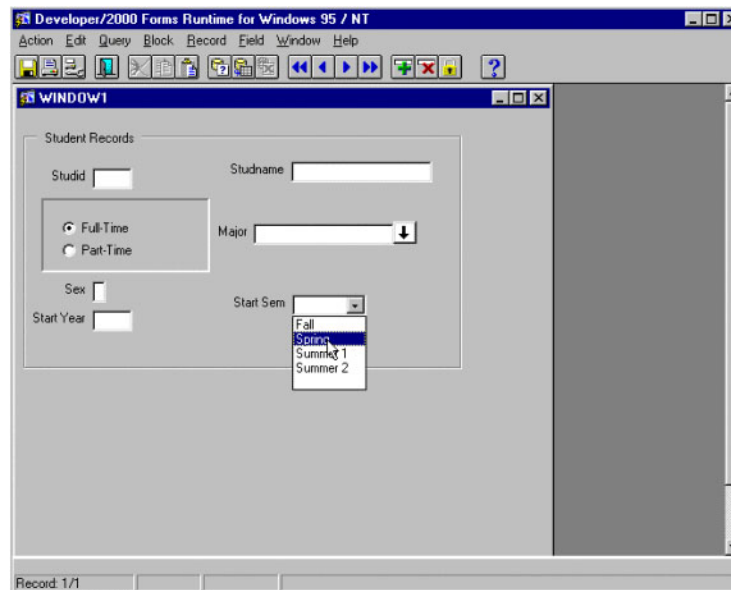 Developer/2000 Forms Runtime for Windows 95 / NT
Action Edit Query Block Record Field Window Help
WINDOW1
Student Records
Studid
Studname
Full-Time
Part-Time
Major
Sex
Start Sem
Start Year
Fall
Spring
Summer 1
Summer 2
Record: 1/1